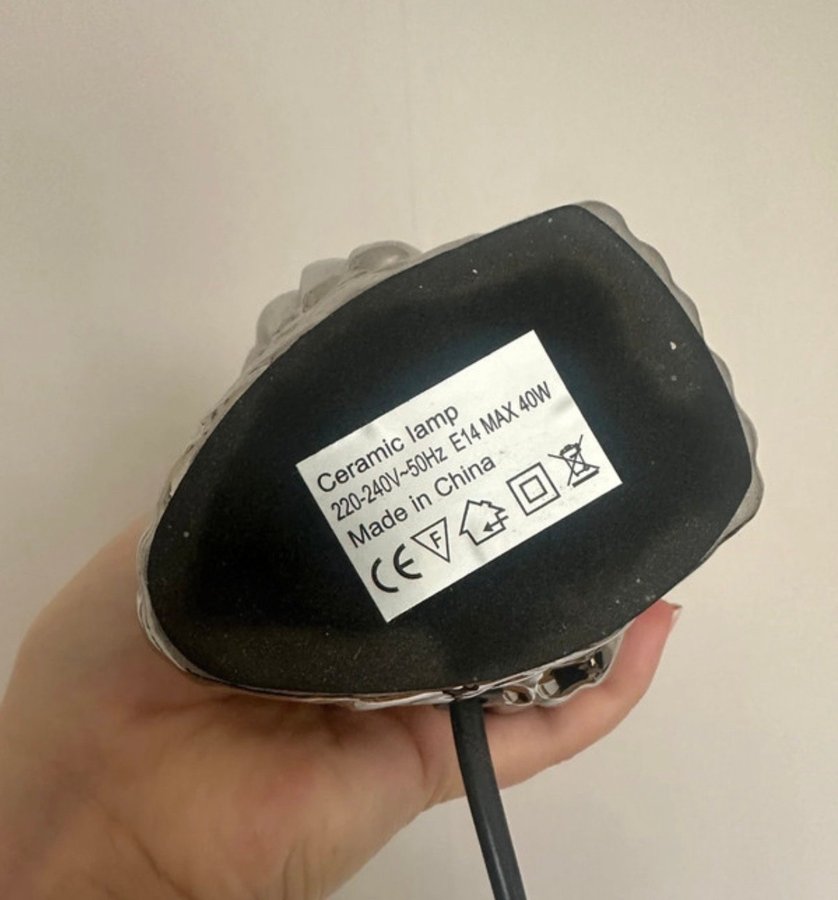 Ceramic lamp
220-240V~50Hz E14 MAX 40W
Made in China
CE F